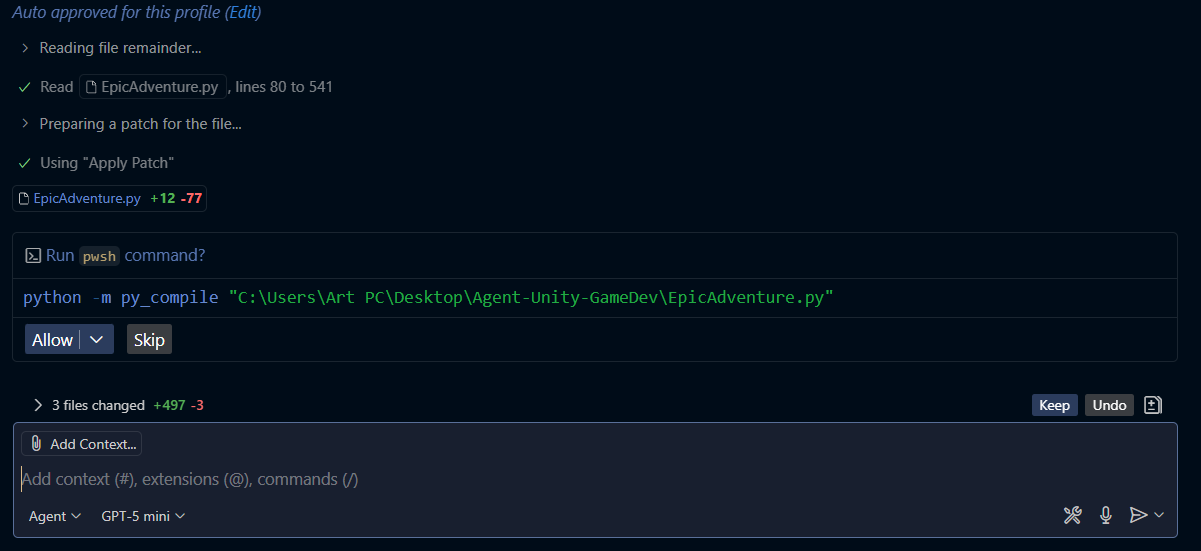 Auto approved for this profile (Edit)
Reading file remainder...
Read EpicAdventure.py, lines 80 to 541
Preparing a patch for the file...
Using "Apply Patch"
EpicAdventure.py +12 -77
Run pwsh command?
python -m py_compile "C:\Users\Art PC\Desktop\Agent-Unity-GameDev\EpicAdventure.py"
Allow Skip
3 files changed +497 -3 Keep Undo
Add Context...
Add context (#), extensions (@), commands (/)
Agent GPT-5 mini